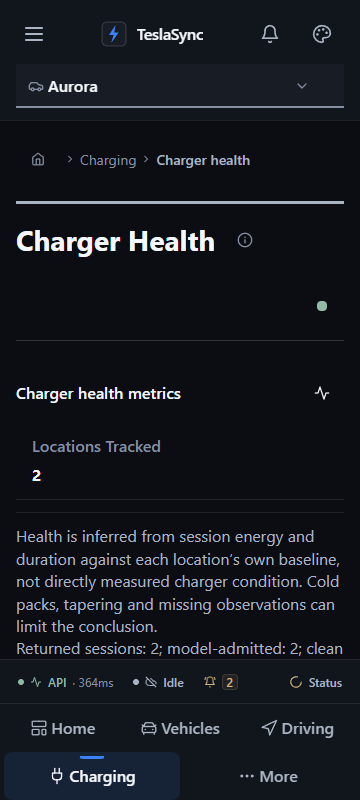 TeslaSync
Aurora
Charging
Charger health
Charger Health
Charger health metrics
Locations Tracked
2
Health is inferred from session energy and
duration against each location's own baseline,
not directly measured charger condition. Cold
packs, tapering and missing observations can
limit the conclusion.
Returned sessions: 2; model-admitted: 2; clean
API · 364ms
Idle
2
Status
Home
Vehicles
Driving
Charging
More